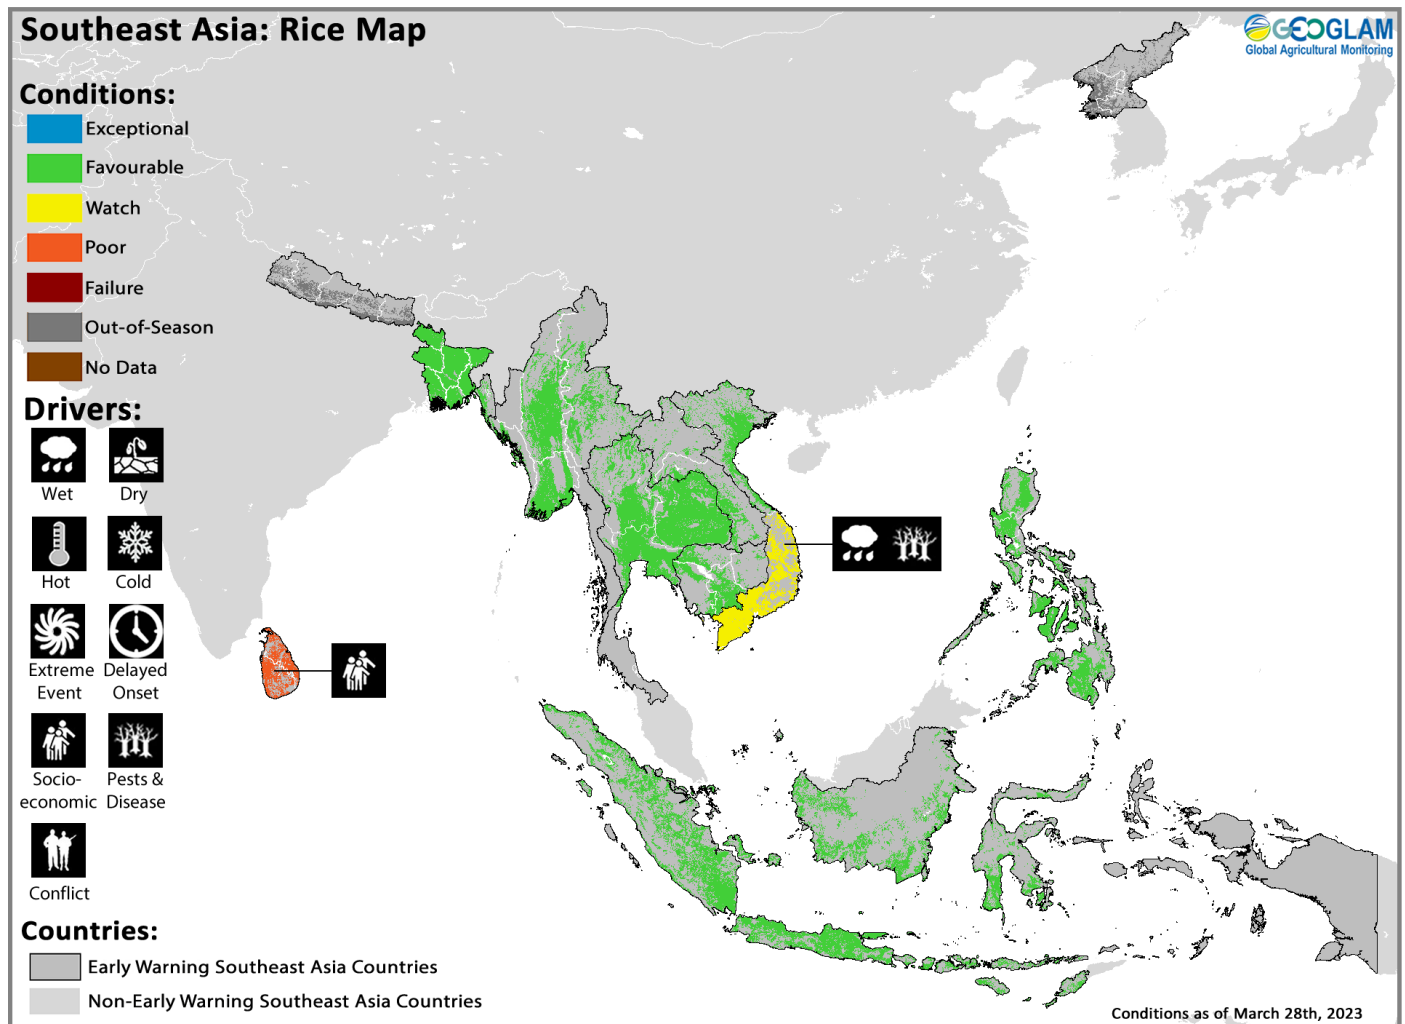 Southeast Asia: Rice Map
GEOGLAM
Global Agricultural Monitoring
Conditions:
Exceptional
Favourable
Watch
Poor
Failure
Out-of-Season
No Data
Drivers:
Wet
Dry
Hot
Cold
Extreme
Event
Delayed
Onset
Socio-
economic
Pests &
Disease
Conflict
Countries:
Early Warning Southeast Asia Countries
Non-Early Warning Southeast Asia Countries
Conditions as of March 28th, 2023